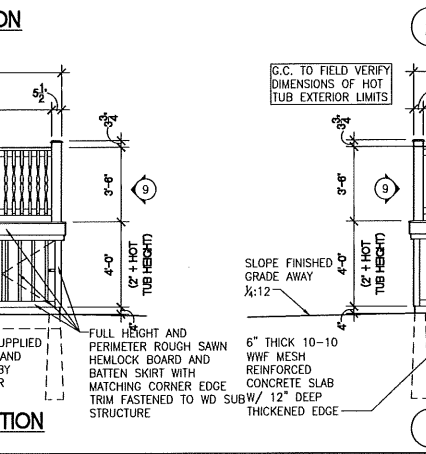 ON
5½"
3¾"
3'-6"
9
4'-0"
(2" + HOT
TUB HEIGHT)
4"
UPPLIED
AND
BY
R
FULL HEIGHT AND
PERIMETER ROUGH SAWN
HEMLOCK BOARD AND
BATTEN SKIRT WITH
MATCHING CORNER EDGE
TRIM FASTENED TO WD SUB
STRUCTURE
TION
G.C. TO FIELD VERIFY
DIMENSIONS OF HOT
TUB EXTERIOR LIMITS
3¾"
3'-6"
9
4'-0"
(2" + HOT
TUB HEIGHT)
4"
SLOPE FINISHED
GRADE AWAY
¼:12
6" THICK 10-10
WWF MESH
REINFORCED
CONCRETE SLAB
W/ 12" DEEP
THICKENED EDGE